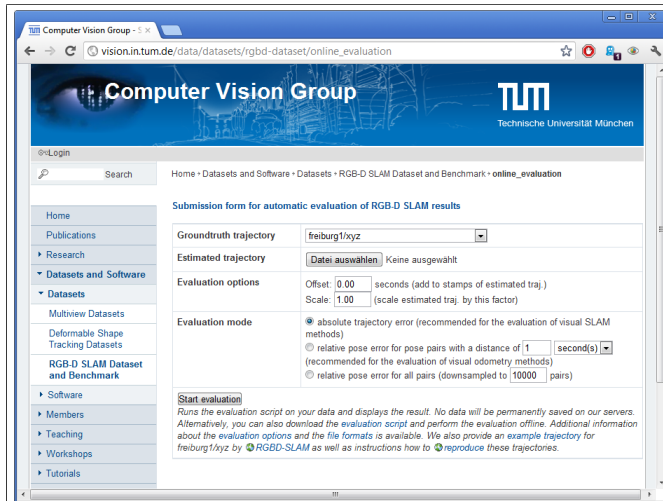 Computer Vision Group - S
vision.in.tum.de/data/datasets/rgbd-dataset/online_evaluation
Computer Vision Group
TUM
Technische Universität München
Login
Search
Home
Publications
Research
Datasets and Software
Datasets
Multiview Datasets
Deformable Shape
Tracking Datasets
RGB-D SLAM Dataset
and Benchmark
Software
Members
Teaching
Workshops
Tutorials
Home › Datasets and Software › Datasets › RGB-D SLAM Dataset and Benchmark › online_evaluation
Submission form for automatic evaluation of RGB-D SLAM results
Groundtruth trajectory freiburg1/xyz
Estimated trajectory Datei auswählen Keine ausgewählt
Evaluation options Offset: 0.00 seconds (add to stamps of estimated traj.)
Scale: 1.00 (scale estimated traj. by this factor)
Evaluation mode absolute trajectory error (recommended for the evaluation of visual SLAM
methods)
relative pose error for pose pairs with a distance of 1 second(s)
(recommended for the evaluation of visual odometry methods)
relative pose error for all pairs (downsampled to 10000 pairs)
Start evaluation
Runs the evaluation script on your data and displays the result. No data will be permanently saved on our servers.
Alternatively, you can also download the evaluation script and perform the evaluation offline. Additional information
about the evaluation options and the file formats is available. We also provide an example trajectory for
freiburg1/xyz by RGBD-SLAM as well as instructions how to reproduce these trajectories.